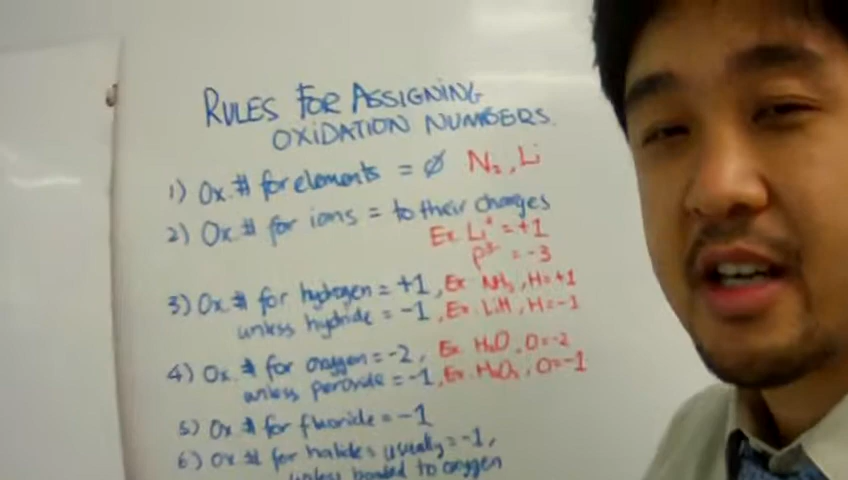 RULES FOR ASSIGNING
OXIDATION NUMBERS.
1) Ox. # for elements = ∅ N₂, Li
2) Ox. # for ions = to their charges
Ex. Li⁺ = +1
P³⁻ = -3
3) Ox. # for hydrogen = +1, Ex. NH₃, H=+1
unless hydride = -1, Ex. LiH, H=-1
4) Ox. # for oxygen = -2, Ex. H₂O, O=-2
unless peroxide = -1, Ex. H₂O₂, O=-1
5) Ox # for fluoride = -1
6) Ox # for halides usually = -1,
unless bonded to oxygen